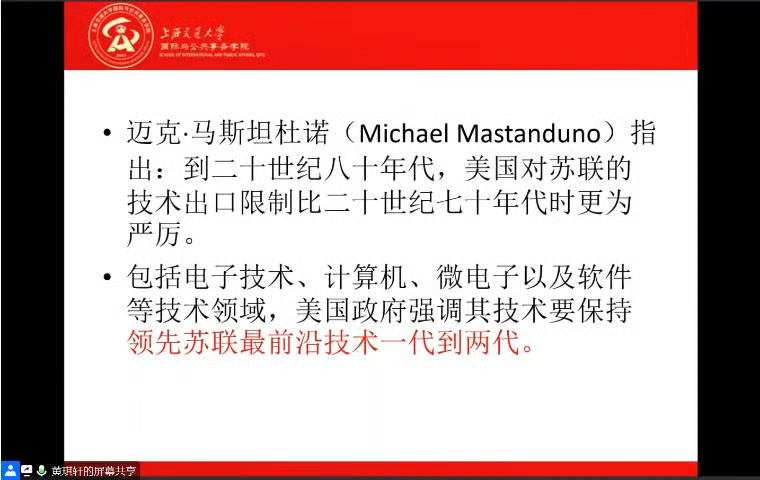 上海交通大学
国际与公共事务学院
SCHOOL OF INTERNATIONAL AND PUBLIC AFFAIRS, SJTU
• 迈克·马斯坦杜诺（Michael Mastanduno）指
出：到二十世纪八十年代，美国对苏联的
技术出口限制比二十世纪七十年代时更为
严厉。
• 包括电子技术、计算机、微电子以及软件
等技术领域，美国政府强调其技术要保持
领先苏联最前沿技术一代到两代。
黄琪轩的屏幕共享